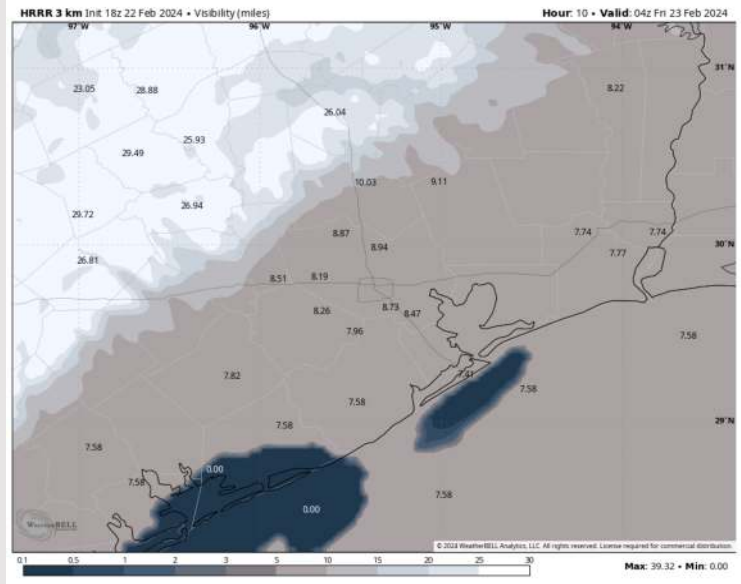 HRRR 3 km Init 18z 22 Feb 2024 • Visibility (miles) Hour: 10 • Valid: 04z Fri 23 Feb 2024
97°W 96°W 95°W 94°W
31°N
23.05 28.88 8.22
26.04
25.93
29.49
10.03 9.11
26.94
29.72
8.87 7.74 7.74
8.94 30°N
26.81 7.77
8.51 8.19
8.26 8.73 8.47
7.96 7.58
7.82 7.41
7.58 7.58
7.58 29°N
7.58
0.00
7.58
7.58
0.00
WeatherBELL
© 2024 WeatherBELL Analytics, LLC. All rights reserved. License required for commercial distribution.
0.1 0.5 1 2 3 5 10 15 20 25 30 Max: 39.32 • Min: 0.00